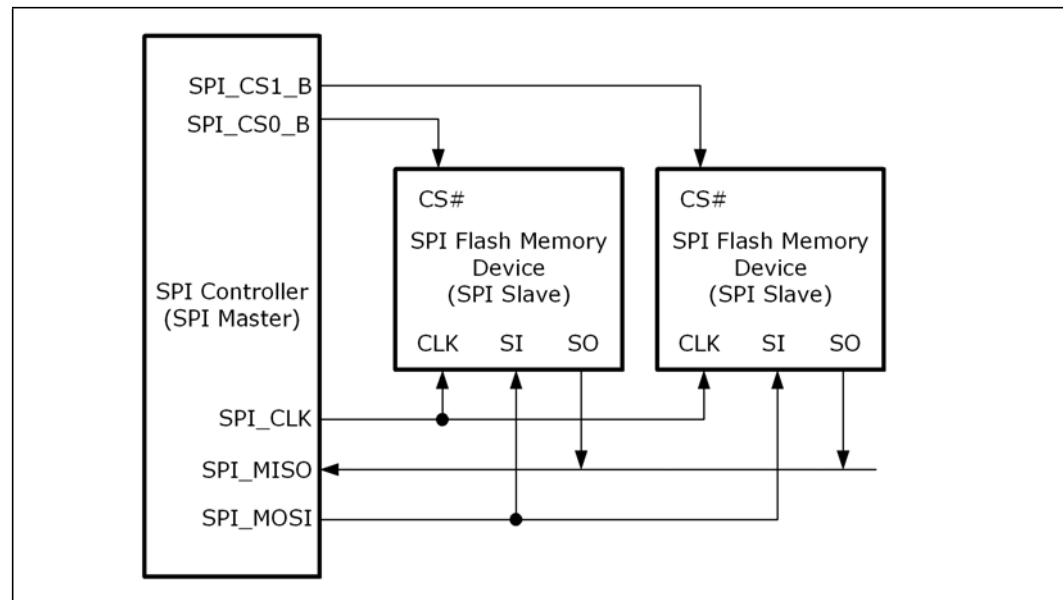 SPI_CS1_B
SPI_CS0_B
SPI Controller
(SPI Master)
SPI_CLK
SPI_MISO
SPI_MOSI
CS#
SPI Flash Memory
Device
(SPI Slave)
CLK SI SO
CS#
SPI Flash Memory
Device
(SPI Slave)
CLK SI SO